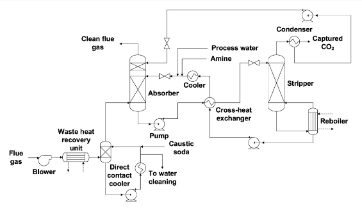 Condenser
Clean flue
gas
Captured
CO₂
Process water
Amine
Cooler
Absorber
Stripper
Cross-heat
exchanger
Pump
Reboiler
Waste heat
recovery
unit
Caustic
soda
Flue
gas
Blower
Direct
contact
cooler
To water
cleaning